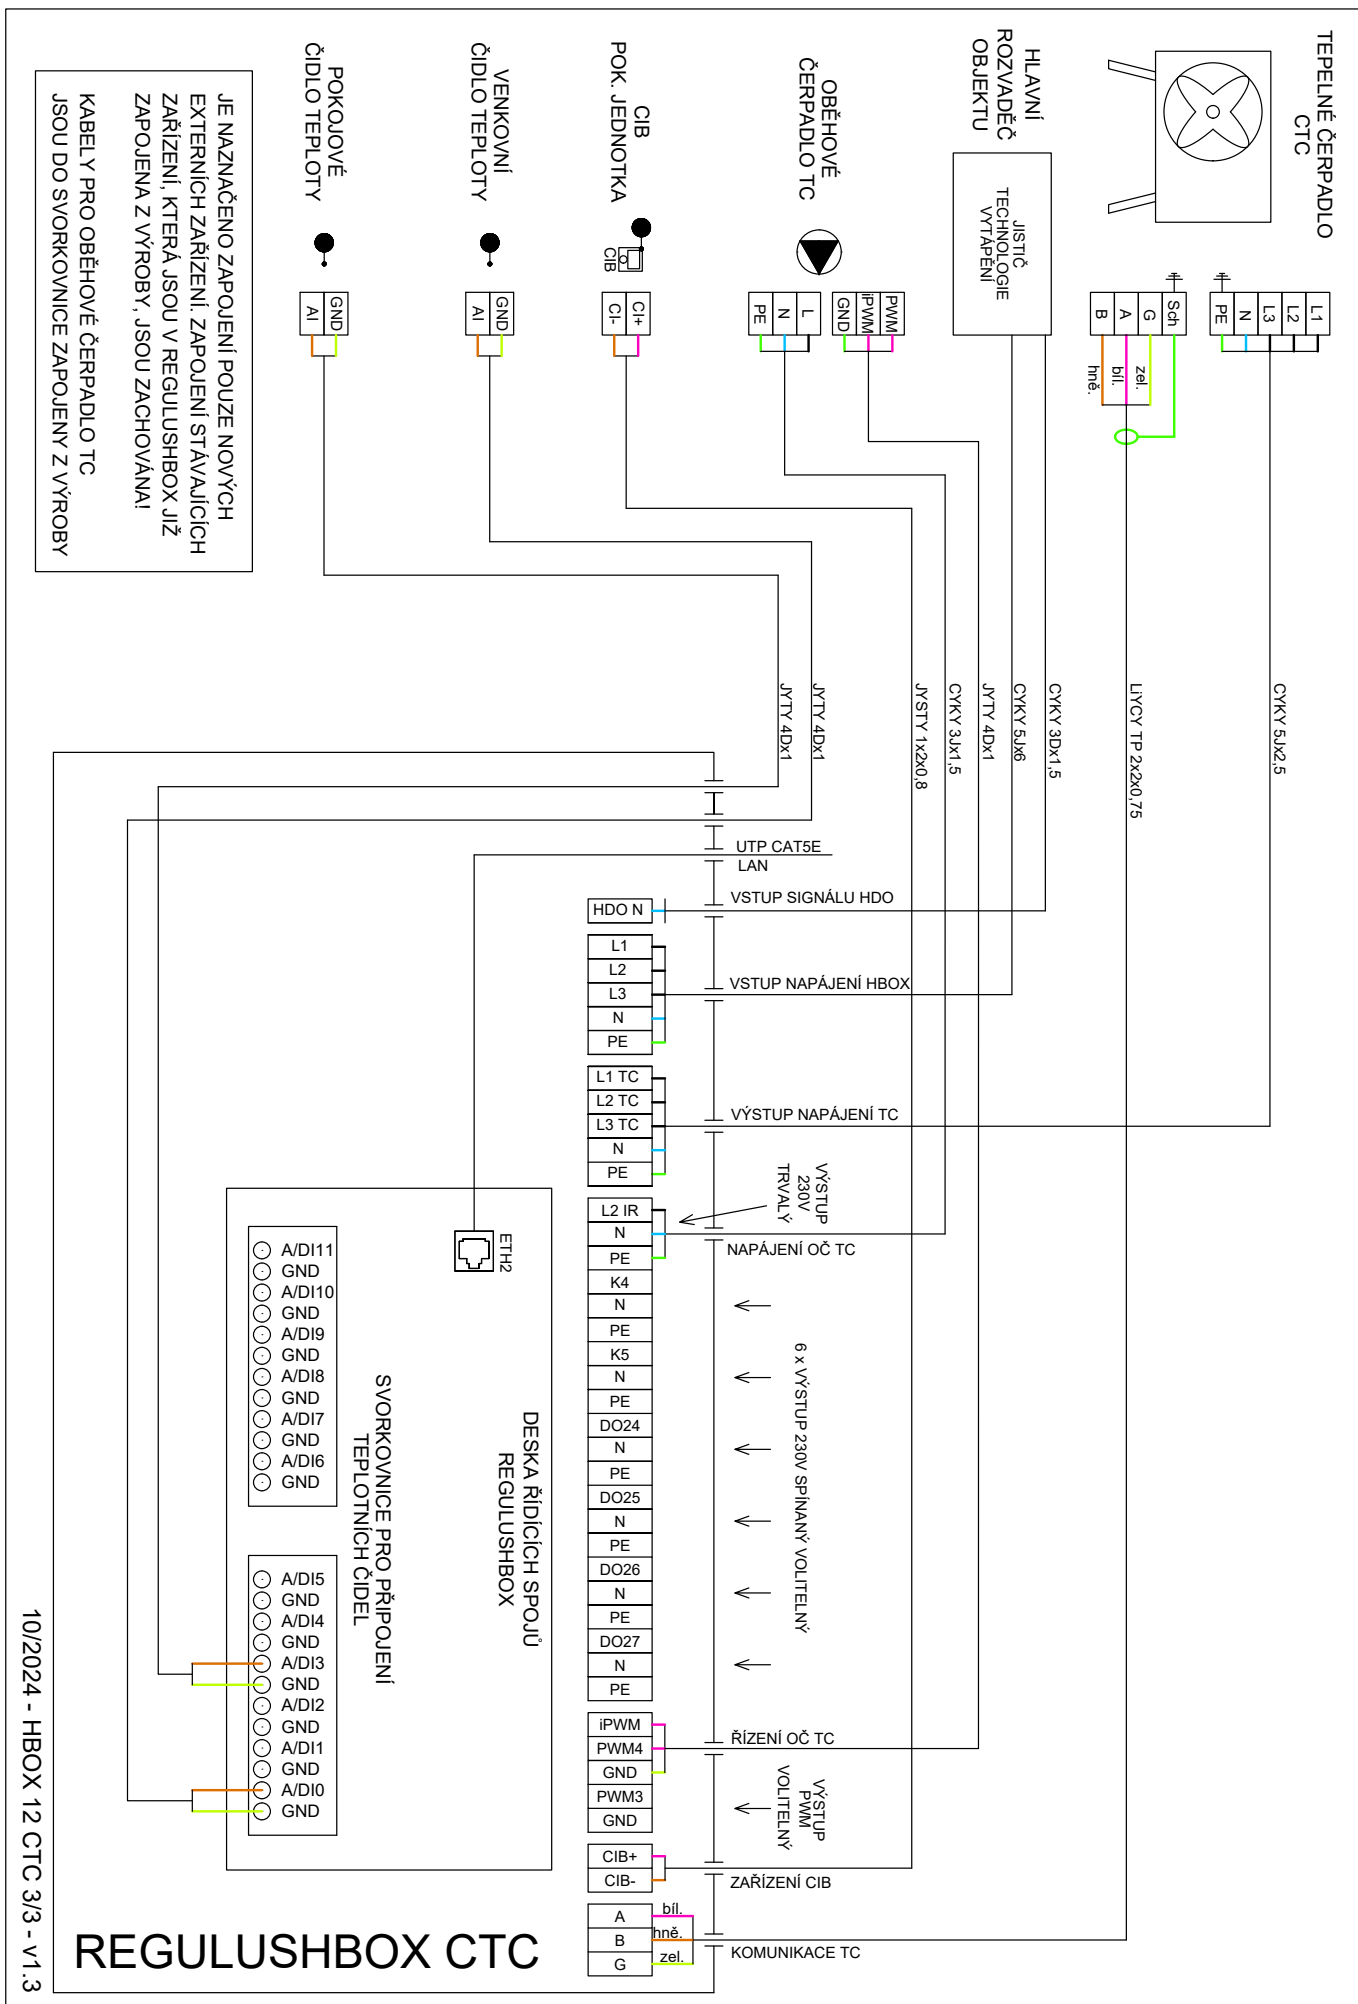 TEPELNÉ ČERPADLO
CTC
L1
L2
L3
N
PE
Sch
G
A
B
zel.
bíl.
hně.
HLAVNÍ
ROZVADĚČ
OBJEKTU
JISTIČ
TECHNOLOGIE
VYTÁPĚNÍ
OBĚHOVÉ
ČERPADLO TC
PWM
iPWM
GND
L
N
PE
CIB
POK. JEDNOTKA
CIB
CI+
CI-
VENKOVNÍ
ČIDLO TEPLOTY
GND
AI
POKOJOVÉ
ČIDLO TEPLOTY
GND
AI
JE NAZNAČENO ZAPOJENÍ POUZE NOVÝCH
EXTERNÍCH ZAŘÍZENÍ. ZAPOJENÍ STÁVAJÍCÍCH
ZAŘÍZENÍ, KTERÁ JSOU V REGULUSHBOX JIŽ
ZAPOJENA Z VÝROBY, JSOU ZACHOVÁNA!
KABELY PRO OBĚHOVÉ ČERPADLO TC
JSOU DO SVORKOVNICE ZAPOJENY Z VÝROBY
CYKY 5Jx2,5
LiYCY TP 2x2x0,75
CYKY 3Dx1,5
CYKY 5Jx6
JYTY 4Dx1
CYKY 3Jx1,5
JYSTY 1x2x0,8
JYTY 4Dx1
JYTY 4Dx1
UTP CAT5E
LAN
HDO N
VSTUP SIGNÁLU HDO
L1
L2
L3
N
PE
VSTUP NAPÁJENÍ HBOX
L1 TC
L2 TC
L3 TC
N
PE
VÝSTUP NAPÁJENÍ TC
VÝSTUP
230V
TRVALÝ
L2 IR
N
PE
NAPÁJENÍ OČ TC
K4
N
PE
K5
N
PE
DO24
N
PE
DO25
N
PE
DO26
N
PE
DO27
N
PE
6 x VÝSTUP 230V SPÍNANÝ VOLITELNÝ
iPWM
PWM4
GND
PWM3
GND
ŘÍZENÍ OČ TC
VÝSTUP
PWM
VOLITELNÝ
CIB+
CIB-
ZAŘÍZENÍ CIB
A
B
G
bíl.
hně.
zel.
KOMUNIKACE TC
ETH2
DESKA ŘÍDÍCÍCH SPOJŮ
REGULUSHBOX
SVORKOVNICE PRO PŘIPOJENÍ
TEPLOTNÍCH ČIDEL
A/DI11
GND
A/DI10
GND
A/DI9
GND
A/DI8
GND
A/DI7
GND
A/DI6
GND
A/DI5
GND
A/DI4
GND
A/DI3
GND
A/DI2
GND
A/DI1
GND
A/DI0
GND
REGULUSHBOX CTC
10/2024 - HBOX 12 CTC 3/3 - v1.3